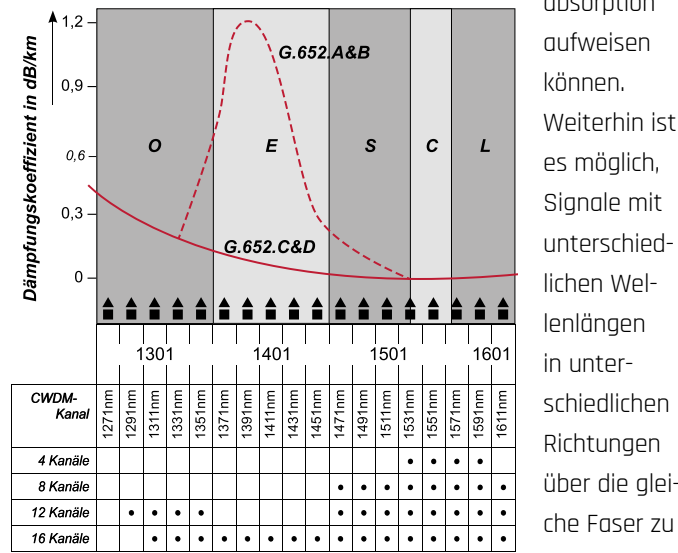 Dämpfungskoeffizient in dB/km
1,2
0,9
0,6
0,3
0
G.652.A&B
O
E
S
C
L
G.652.C&D
1301
1401
1501
1601
CWDM-
Kanal
1271nm
1291nm
1311nm
1331nm
1351nm
1371nm
1391nm
1411nm
1431nm
1451nm
1471nm
1491nm
1511nm
1531nm
1551nm
1571nm
1591nm
1611nm
4 Kanäle
8 Kanäle
12 Kanäle
16 Kanäle
absorption
aufweisen
können.
Weiterhin ist
es möglich,
Signale mit
unterschied-
lichen Wel-
lenlängen
in unter-
schiedlichen
Richtungen
über die glei-
che Faser zu